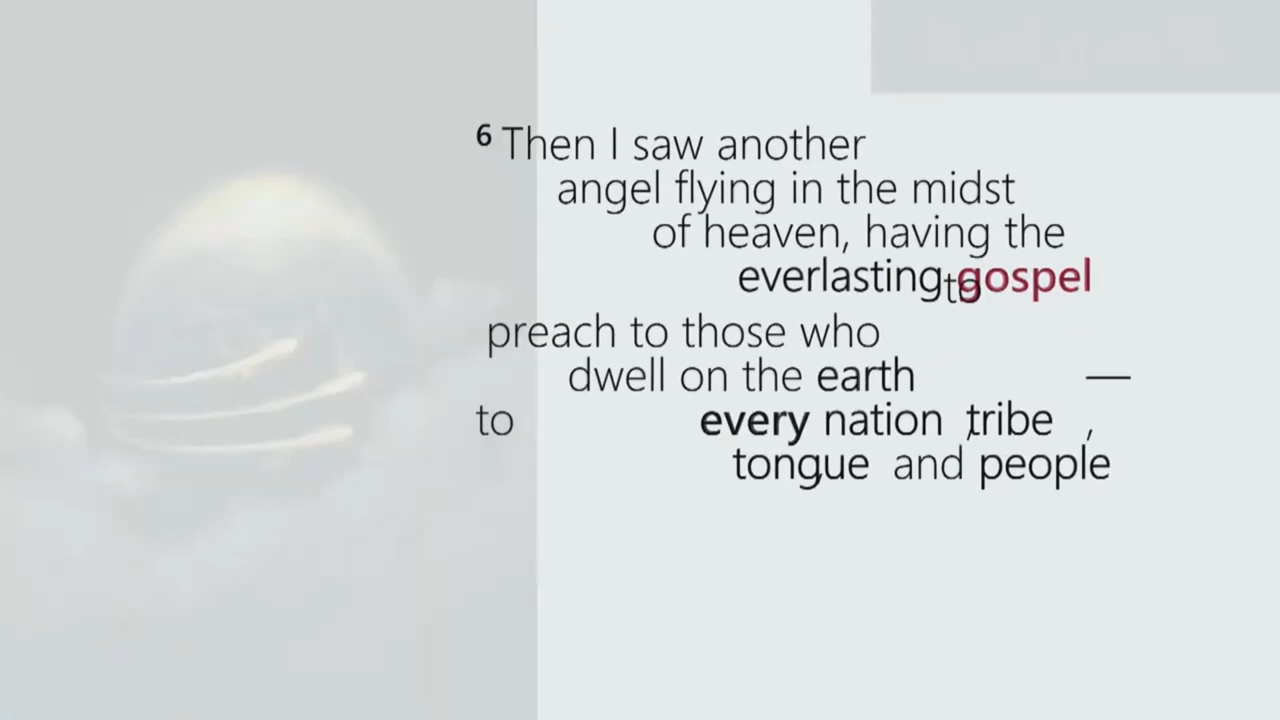 6 Then I saw another
angel flying in the midst
of heaven, having the
everlasting gospel to
preach to those who
dwell on the earth —
to every nation, tribe,
tongue and people